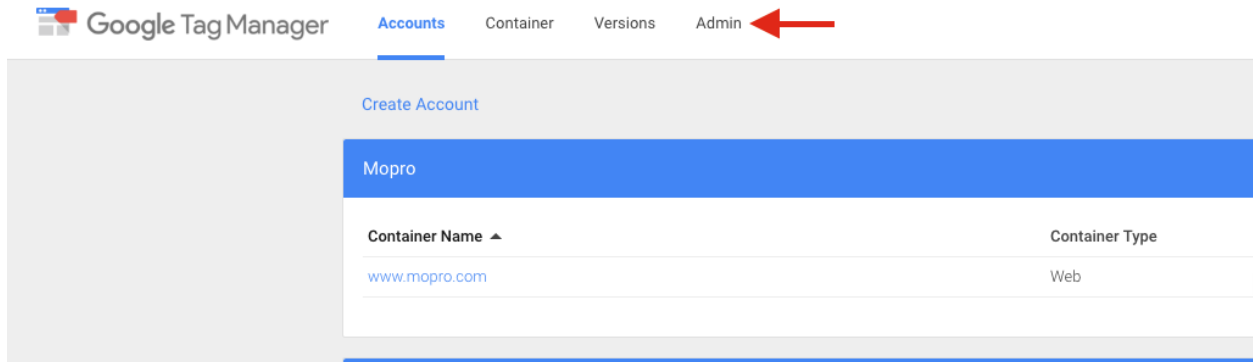 Google Tag Manager Accounts Container Versions Admin
Create Account
Mopro
Container Name Container Type
www.mopro.com Web